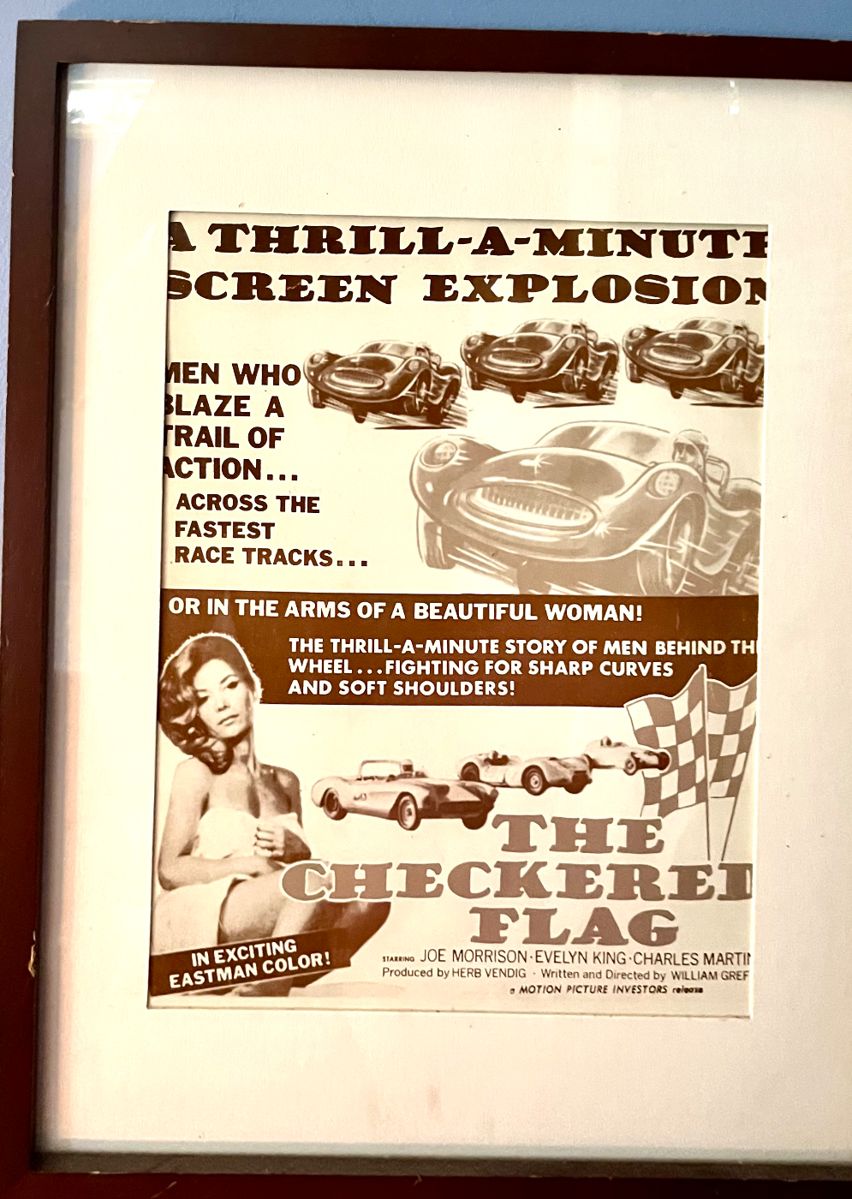 A THRILL-A-MINUTE
SCREEN EXPLOSION
MEN WHO
BLAZE A
TRAIL OF
ACTION...
ACROSS THE
FASTEST
RACE TRACKS...
OR IN THE ARMS OF A BEAUTIFUL WOMAN!
THE THRILL-A-MINUTE STORY OF MEN BEHIND THE
WHEEL...FIGHTING FOR SHARP CURVES
AND SOFT SHOULDERS!
THE
CHECKERED
FLAG
IN EXCITING
EASTMAN COLOR!
STARRING JOE MORRISON · EVELYN KING · CHARLES MARTIN
Produced by HERB VENDIG · Written and Directed by WILLIAM GREF
a MOTION PICTURE INVESTORS release